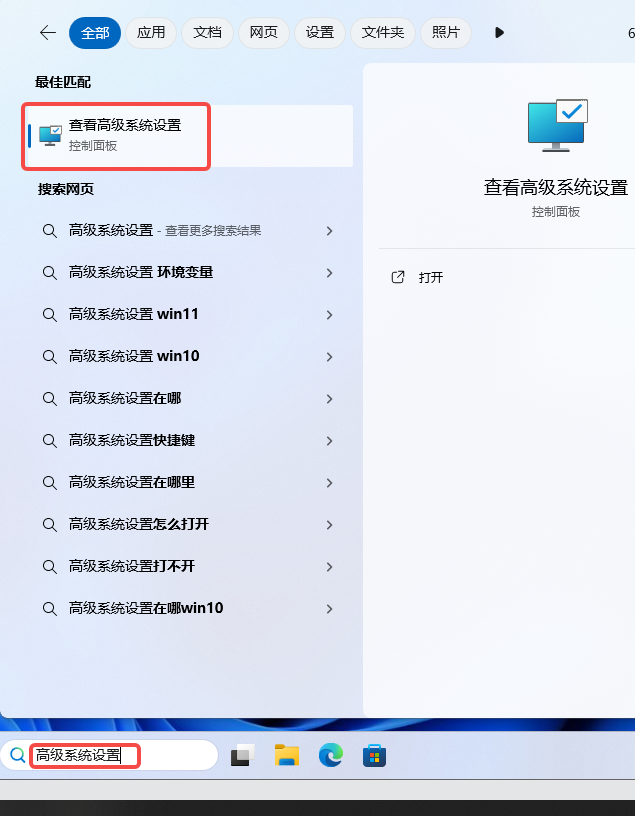 全部 应用 文档 网页 设置 文件夹 照片 6
最佳匹配
查看高级系统设置
控制面板
搜索网页
高级系统设置 - 查看更多搜索结果
高级系统设置 环境变量
高级系统设置 win11
高级系统设置 win10
高级系统设置在哪
高级系统设置快捷键
高级系统设置在哪里
高级系统设置怎么打开
高级系统设置打不开
高级系统设置在哪win10
查看高级系统设置
控制面板
打开
高级系统设置